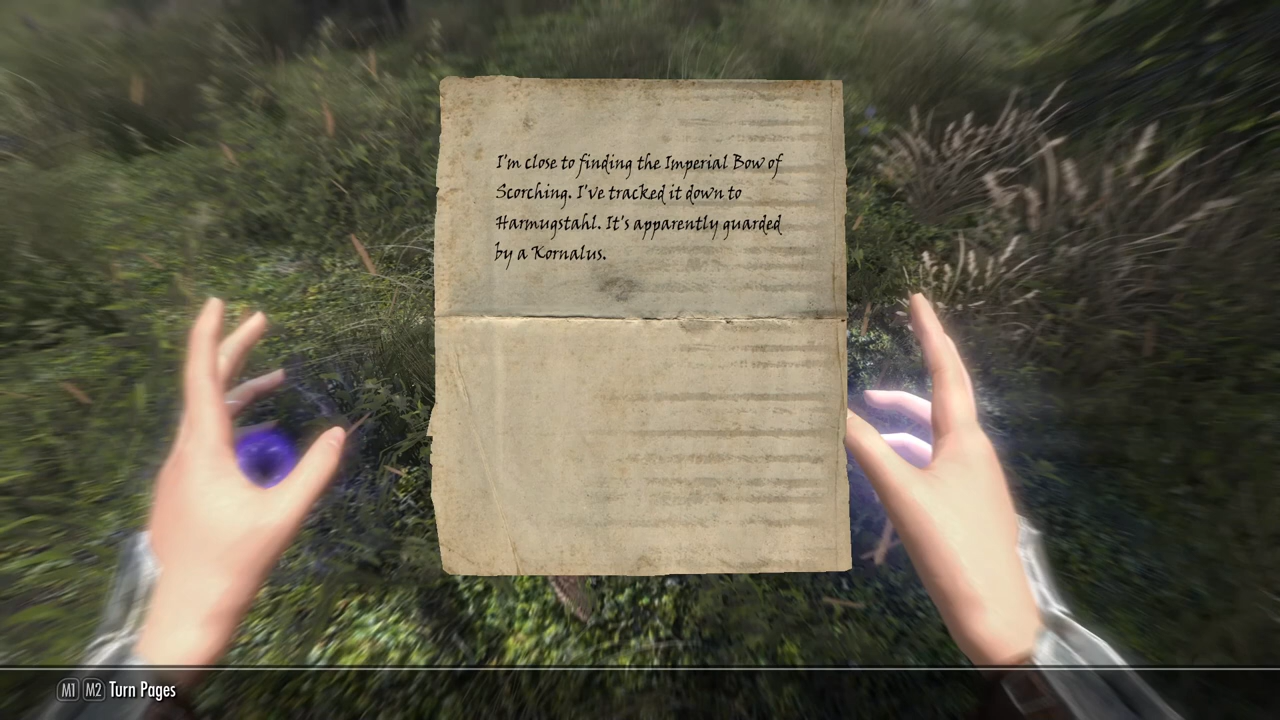 I'm close to finding the Imperial Bow of
Scorching. I've tracked it down to
Harmugstahl. It's apparently guarded
by a Kornalus.
M1 M2 Turn Pages